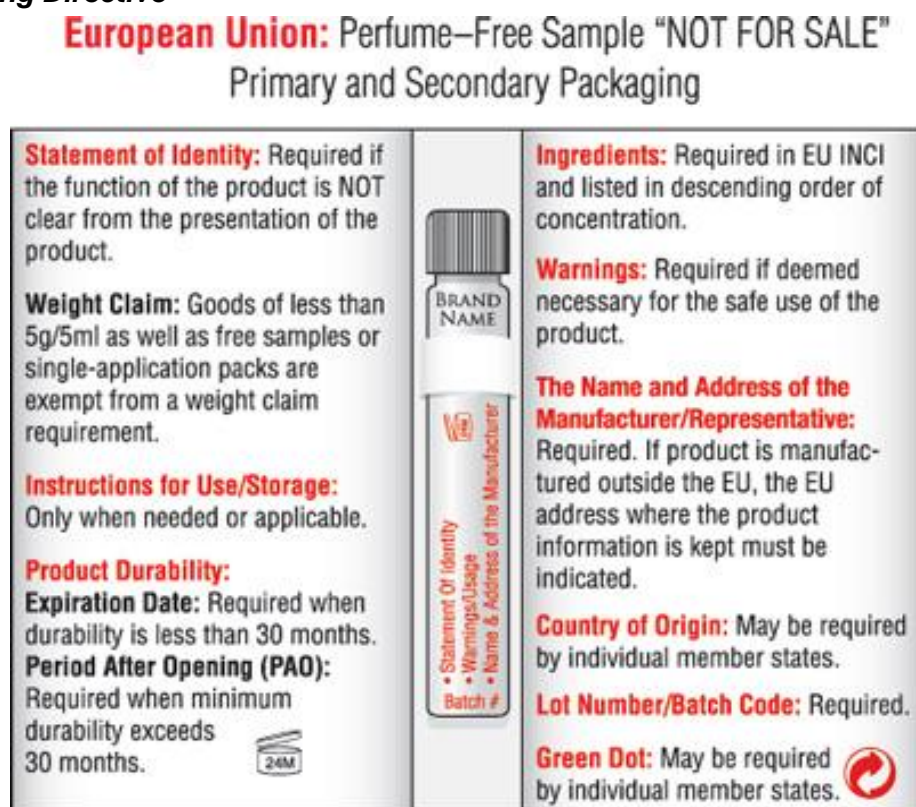 ng Directive
European Union: Perfume–Free Sample “NOT FOR SALE”
Primary and Secondary Packaging
Statement of Identity: Required if
the function of the product is NOT
clear from the presentation of the
product.
Weight Claim: Goods of less than
5g/5ml as well as free samples or
single-application packs are
exempt from a weight claim
requirement.
Instructions for Use/Storage:
Only when needed or applicable.
Product Durability:
Expiration Date: Required when
durability is less than 30 months.
Period After Opening (PAO):
Required when minimum
durability exceeds
30 months.
24M
BRAND
NAME
24M
• Statement Of Identity
• Warnings/Usage
• Name & Address of the Manufacturer
Batch #
Ingredients: Required in EU INCI
and listed in descending order of
concentration.
Warnings: Required if deemed
necessary for the safe use of the
product.
The Name and Address of the
Manufacturer/Representative:
Required. If product is manufac-
tured outside the EU, the EU
address where the product
information is kept must be
indicated.
Country of Origin: May be required
by individual member states.
Lot Number/Batch Code: Required.
Green Dot: May be required
by individual member states.